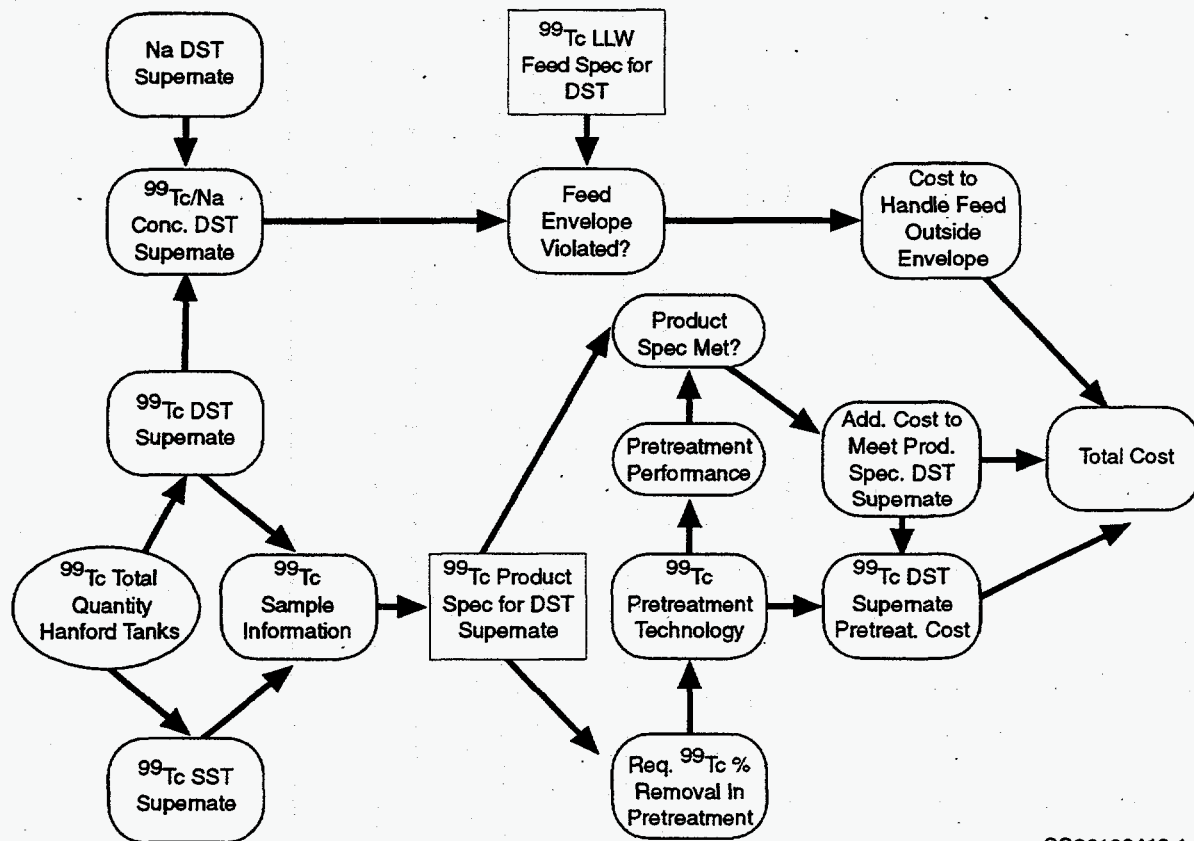 Na DST
Supernate
99Tc LLW
Feed Spec for
DST
99Tc/Na
Conc. DST
Supernate
Feed
Envelope
Violated?
Cost to
Handle Feed
Outside
Envelope
Product
Spec Met?
99Tc DST
Supernate
Pretreatment
Performance
Add. Cost to
Meet Prod.
Spec. DST
Supernate
Total Cost
99Tc Total
Quantity
Hanford Tanks
99Tc
Sample
Information
99Tc Product
Spec for DST
Supernate
99Tc
Pretreatment
Technology
99Tc DST
Supernate
Pretreat. Cost
99Tc SST
Supernate
Req. 99Tc %
Removal In
Pretreatment